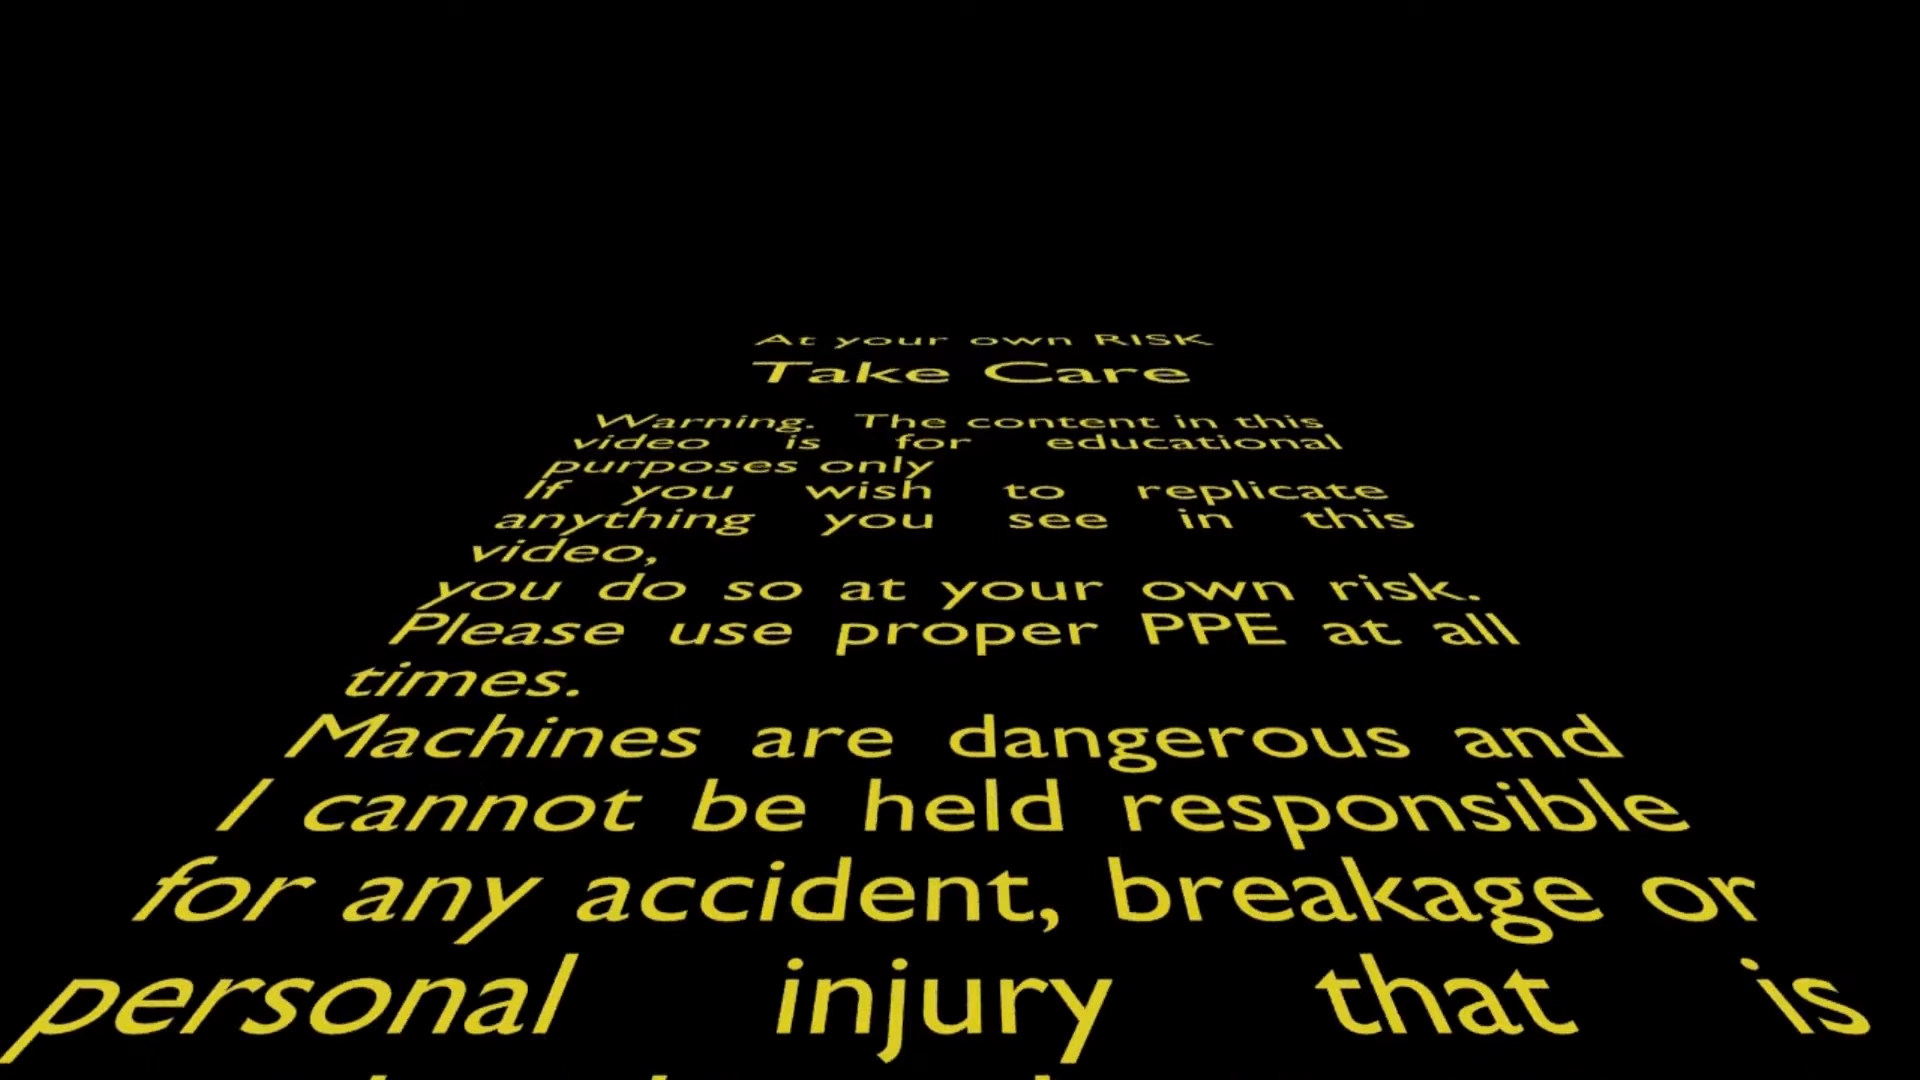 At your own RISK
Take Care
Warning. The content in this
video is for educational
purposes only
If you wish to replicate
anything you see in this
video,
you do so at your own risk.
Please use proper PPE at all
times.
Machines are dangerous and
I cannot be held responsible
for any accident, breakage or
personal injury that is